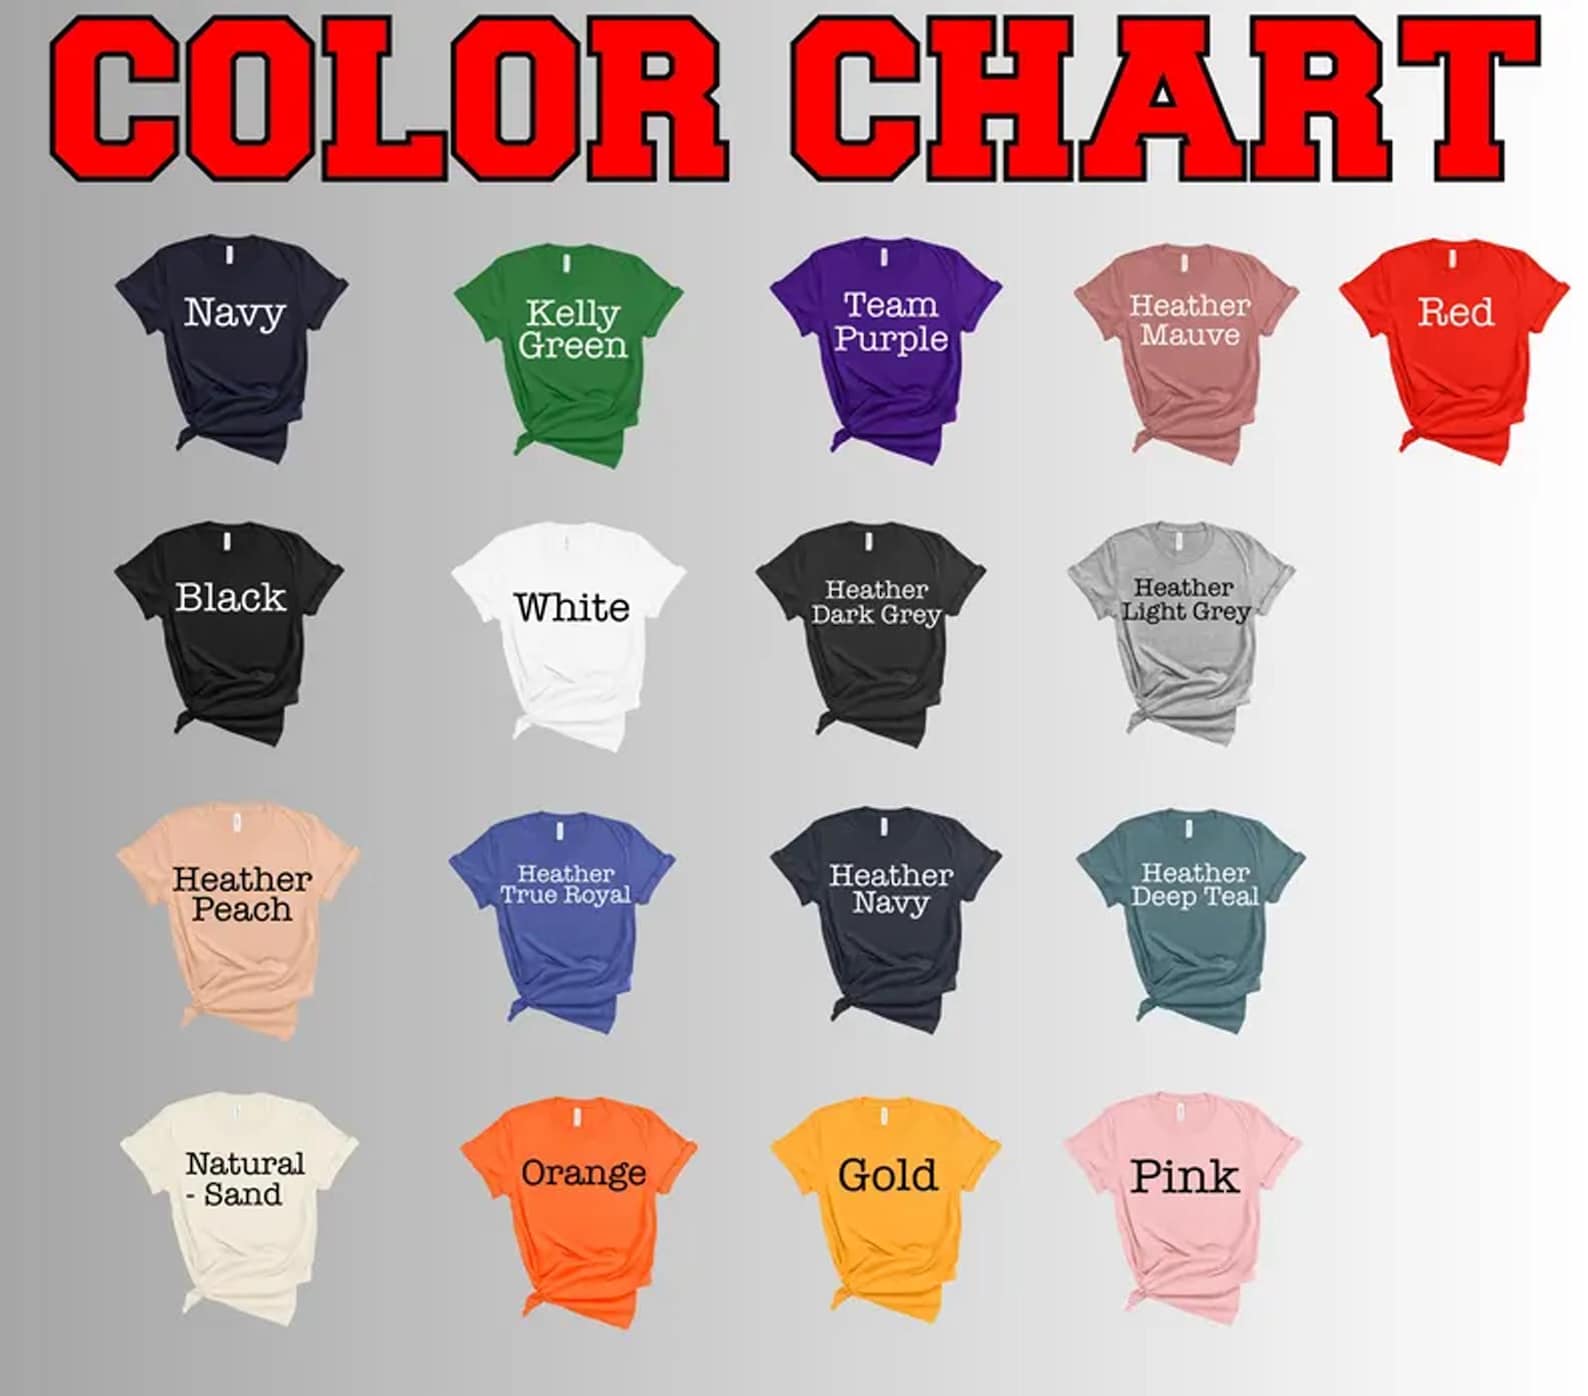 COLOR CHART
Navy
Kelly
Green
Team
Purple
Heather
Mauve
Red
Black
White
Heather
Dark Grey
Heather
Light Grey
Heather
Peach
Heather
True Royal
Heather
Navy
Heather
Deep Teal
Natural
- Sand
Orange
Gold
Pink